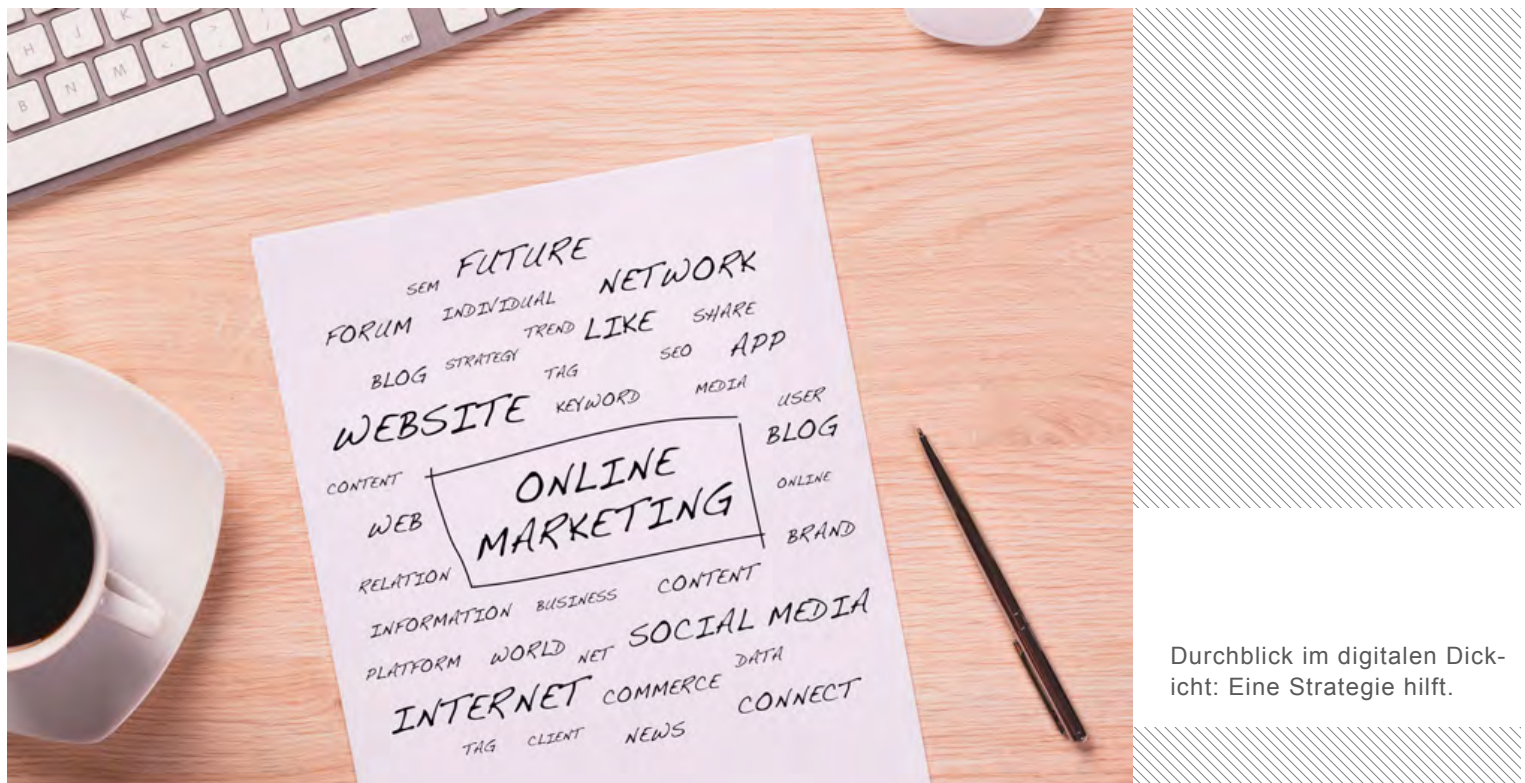 H J K
B N M
FUTURE
SEM
INDIVIDUAL
NETWORK
FORUM
TREND
LIKE
SHARE
BLOG
STRATEGY
TAG
SEO
APP
WEBSITE
KEYWORD
MEDIA
USER
BLOG
CONTENT
ONLINE
MARKETING
ONLINE
WEB
BRAND
RELATION
INFORMATION
BUSINESS
CONTENT
PLATFORM
WORLD
NET
SOCIAL MEDIA
INTERNET
COMMERCE
DATA
CONNECT
TAG
CLIENT
NEWS
Durchblick im digitalen Dick-
icht: Eine Strategie hilft.